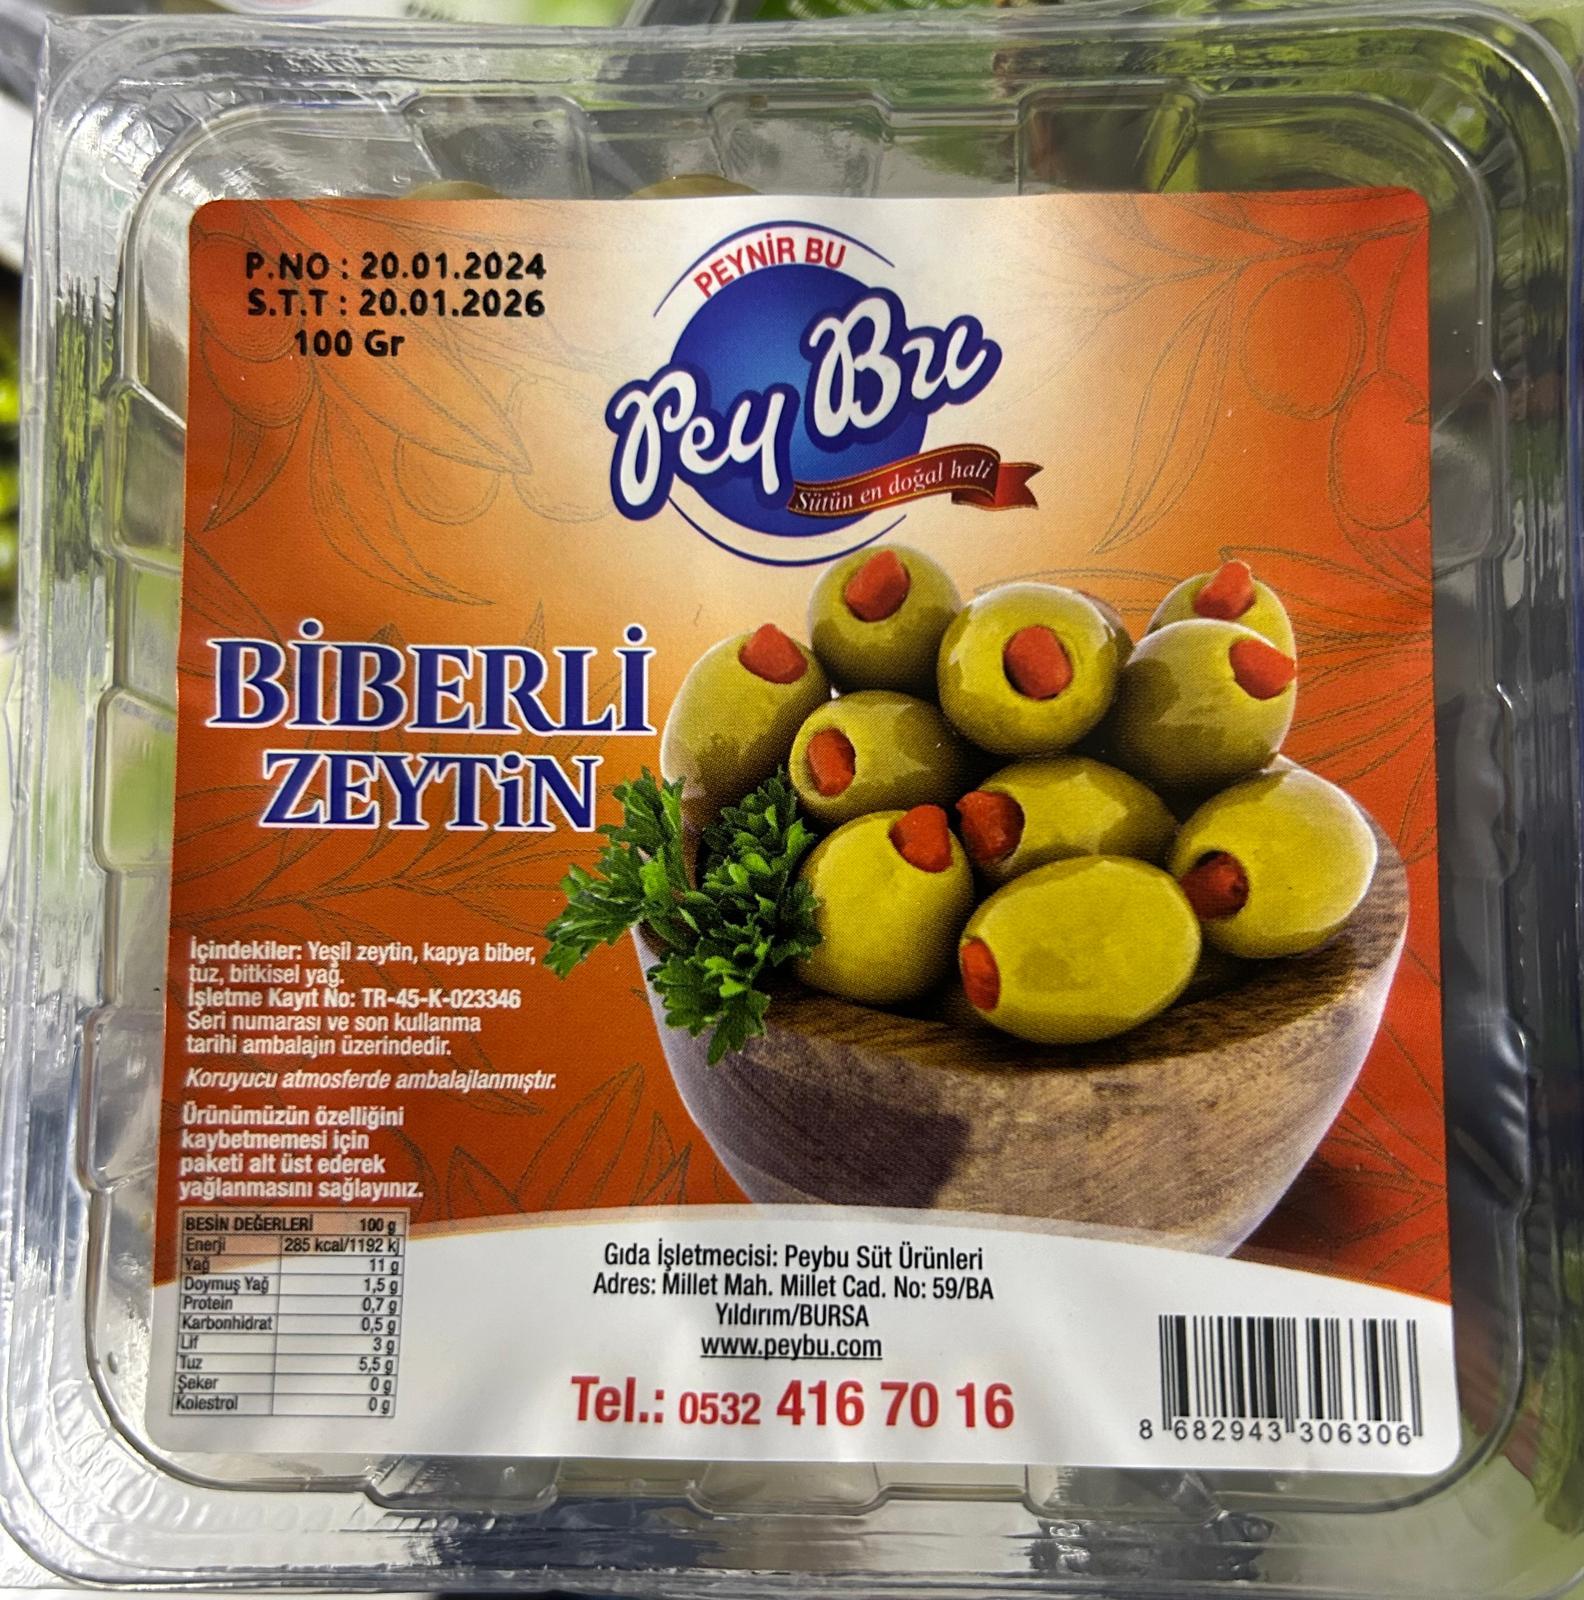 P.NO : 20.01.2024
S.T.T : 20.01.2026
100 Gr
PEYNİR BU
Pey Bu
Sütün en doğal hali
BİBERLİ
ZEYTiN
İçindekiler: Yeşil zeytin, kapya biber,
tuz, bitkisel yağ.
İşletme Kayıt No: TR-45-K-023346
Seri numarası ve son kullanma
tarihi ambalajın üzerindedir.
Koruyucu atmosferde ambalajlanmıştır.
Ürünümüzün özelliğini
kaybetmemesi için
paketi alt üst ederek
yağlanmasını sağlayınız.
BESİN DEĞERLERİ 100 g
Enerji 285 kcal/1192 kj
Yağ 11 g
Doymuş Yağ 1,5 g
Protein 0,7 g
Karbonhidrat 0,5 g
Lif 3 g
Tuz 5,5 g
Şeker 0 g
Kolestrol 0 g
Gıda İşletmecisi: Peybu Süt Ürünleri
Adres: Millet Mah. Millet Cad. No: 59/BA
Yıldırım/BURSA
www.peybu.com
Tel.: 0532 416 70 16
8 682943 306306